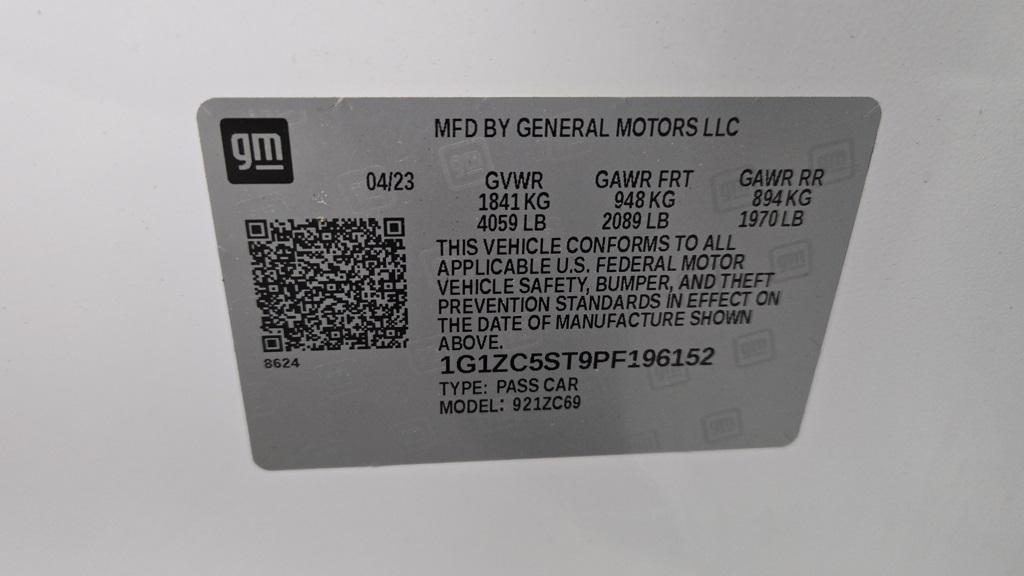 gm
MFD BY GENERAL MOTORS LLC
04/23 GVWR GAWR FRT GAWR RR
1841 KG 948 KG 894 KG
4059 LB 2089 LB 1970 LB
THIS VEHICLE CONFORMS TO ALL
APPLICABLE U.S. FEDERAL MOTOR
VEHICLE SAFETY, BUMPER, AND THEFT
PREVENTION STANDARDS IN EFFECT ON
THE DATE OF MANUFACTURE SHOWN
ABOVE.
8624
1G1ZC5ST9PF196152
TYPE: PASS CAR
MODEL: 921ZC69